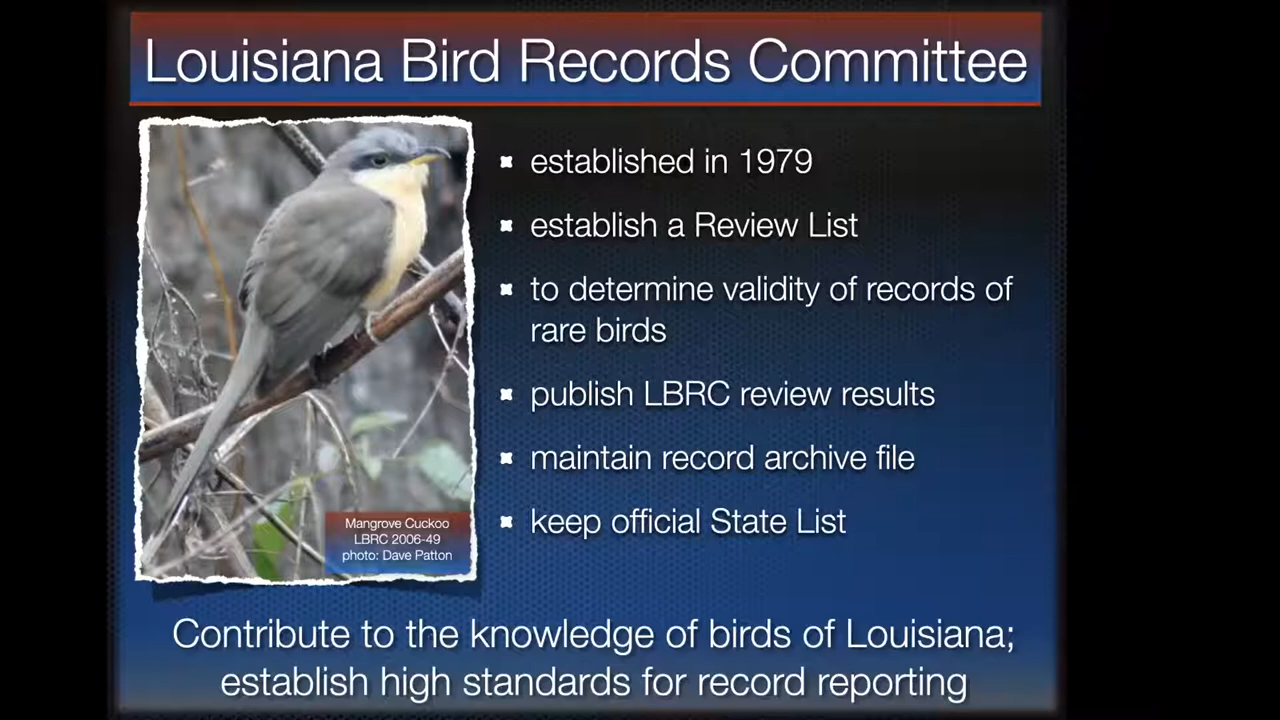 Louisiana Bird Records Committee
established in 1979
establish a Review List
to determine validity of records of
rare birds
publish LBRC review results
maintain record archive file
keep official State List
Mangrove Cuckoo
LBRC 2006-49
photo: Dave Patton
Contribute to the knowledge of birds of Louisiana;
establish high standards for record reporting